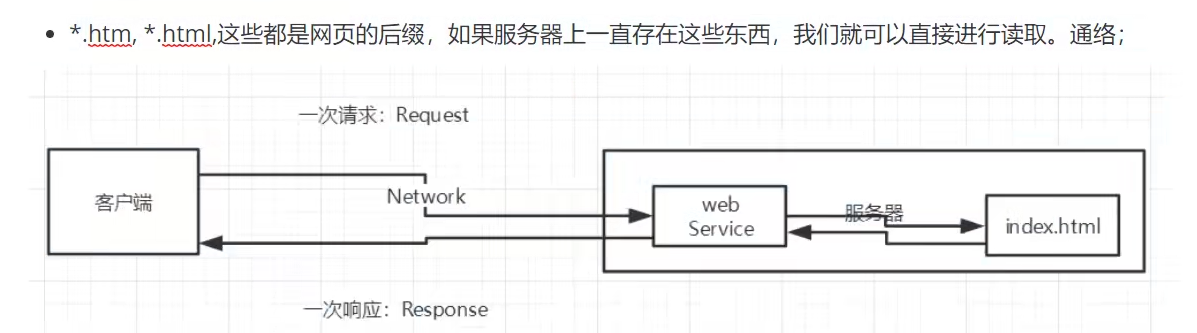 *.htm, *.html,这些都是网页的后缀，如果服务器上一直存在这些东西，我们就可以直接进行读取。通络；
一次请求：Request
客户端
Network
web
Service
服务器
index.html
一次响应：Response